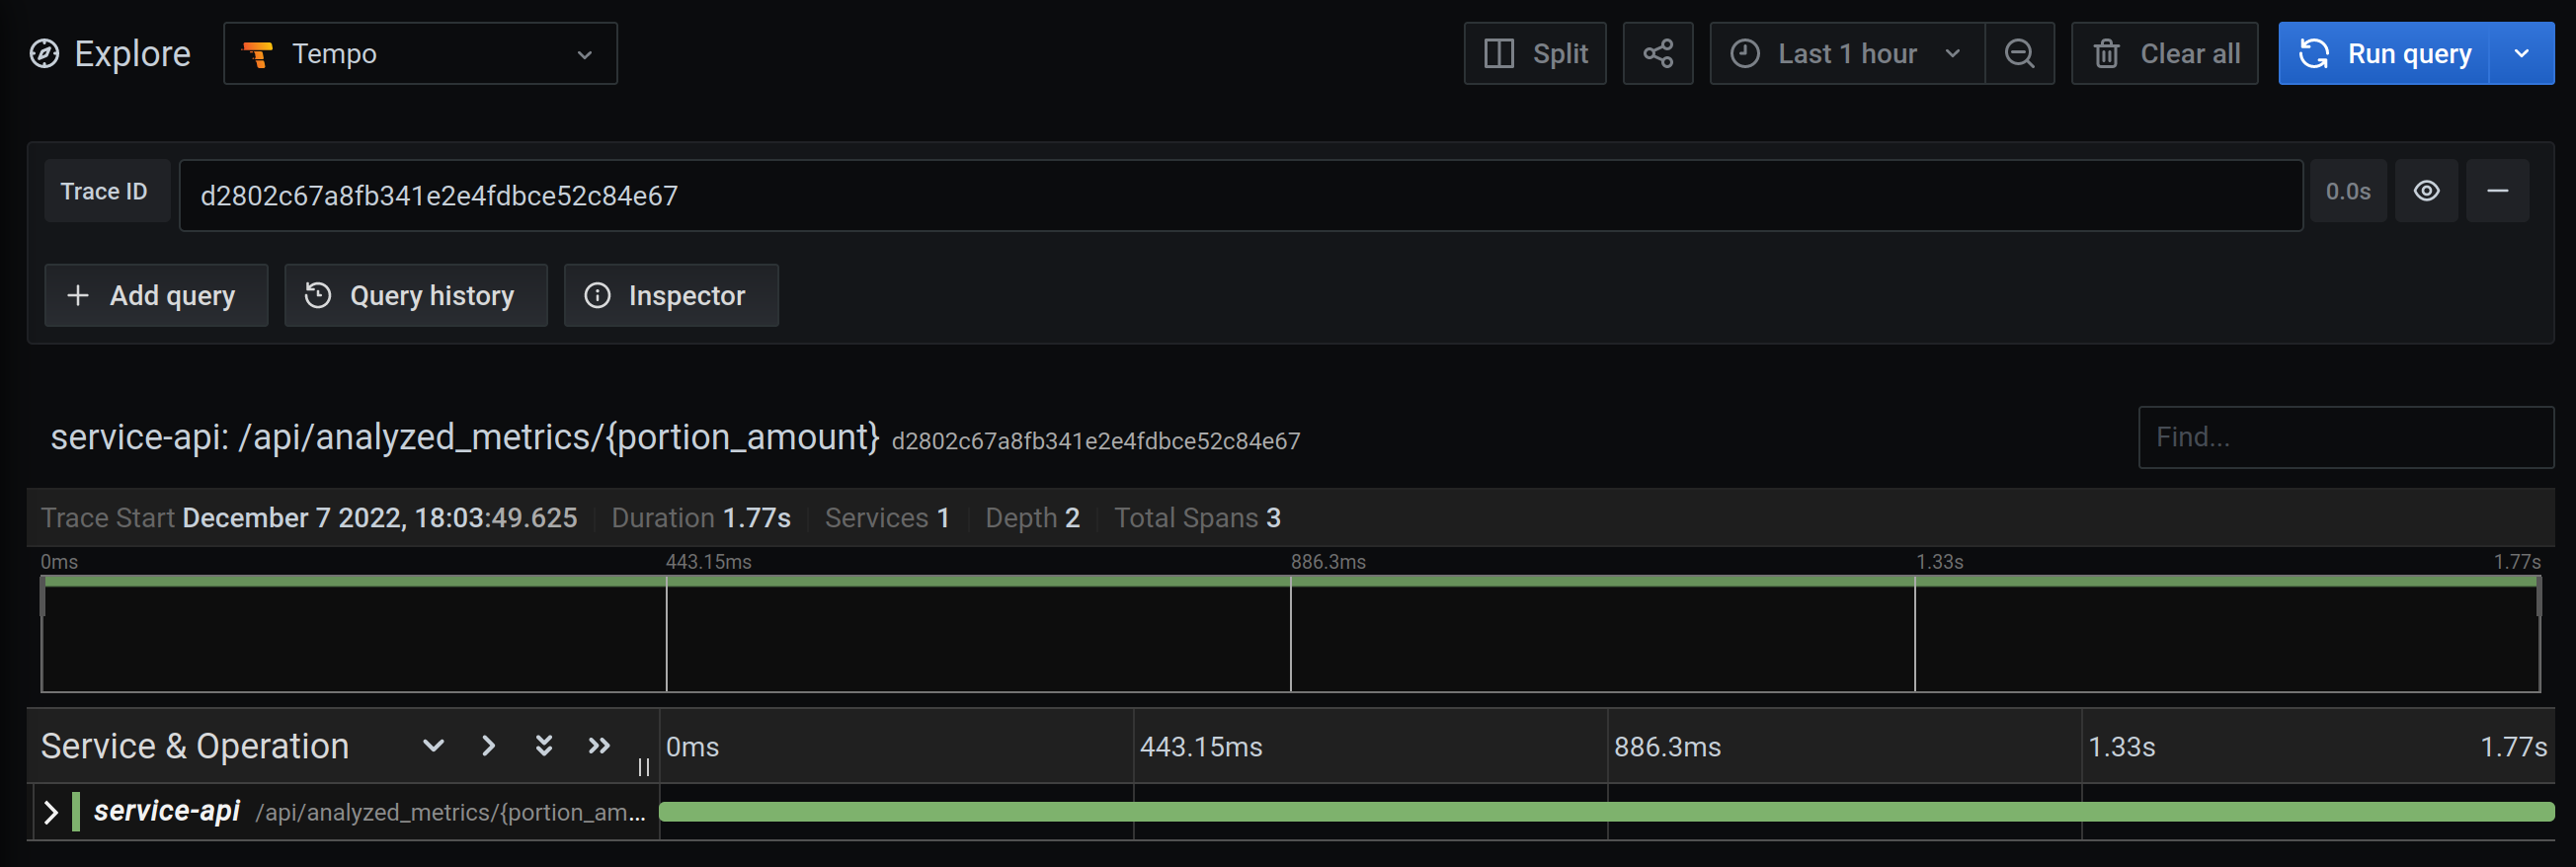 Explore Tempo Split Last 1 hour Clear all Run query
Trace ID d2802c67a8fb341e2e4fdbce52c84e67 0.0s
Add query Query history Inspector
service-api: /api/analyzed_metrics/{portion_amount} d2802c67a8fb341e2e4fdbce52c84e67 Find...
Trace Start December 7 2022, 18:03:49.625 Duration 1.77s Services 1 Depth 2 Total Spans 3
0ms 443.15ms 886.3ms 1.33s 1.77s
Service & Operation 0ms 443.15ms 886.3ms 1.33s 1.77s
service-api /api/analyzed_metrics/{portion_am...